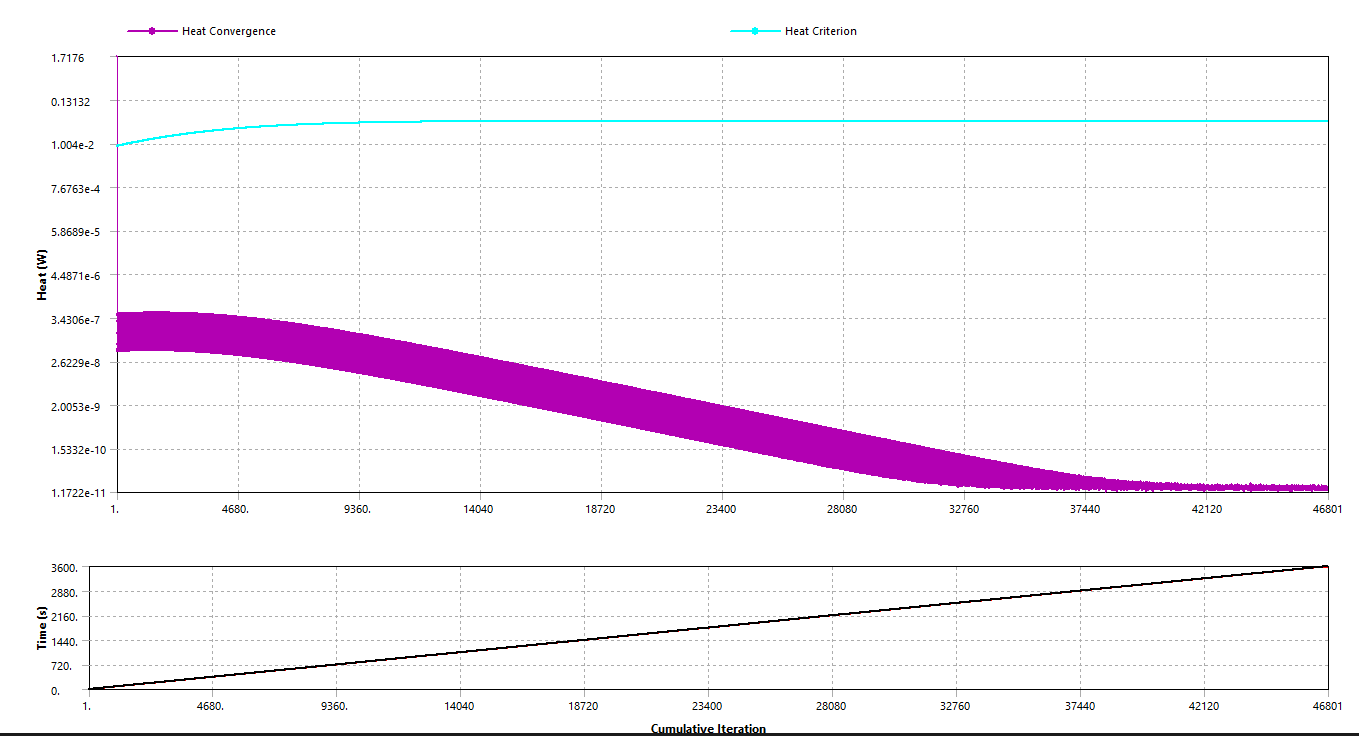 Heat Convergence
Heat Criterion
1.7176
0.13132
1.004e-2
7.6763e-4
5.8689e-5
4.4871e-6
3.4306e-7
2.6229e-8
2.0053e-9
1.5332e-10
1.1722e-11
Heat (W)
1. 4680. 9360. 14040 18720 23400 28080 32760 37440 42120 46801
3600.
2880.
2160.
1440.
720.
0.
Time (s)
1. 4680. 9360. 14040 18720 23400 28080 32760 37440 42120 46801
Cumulative Iteration